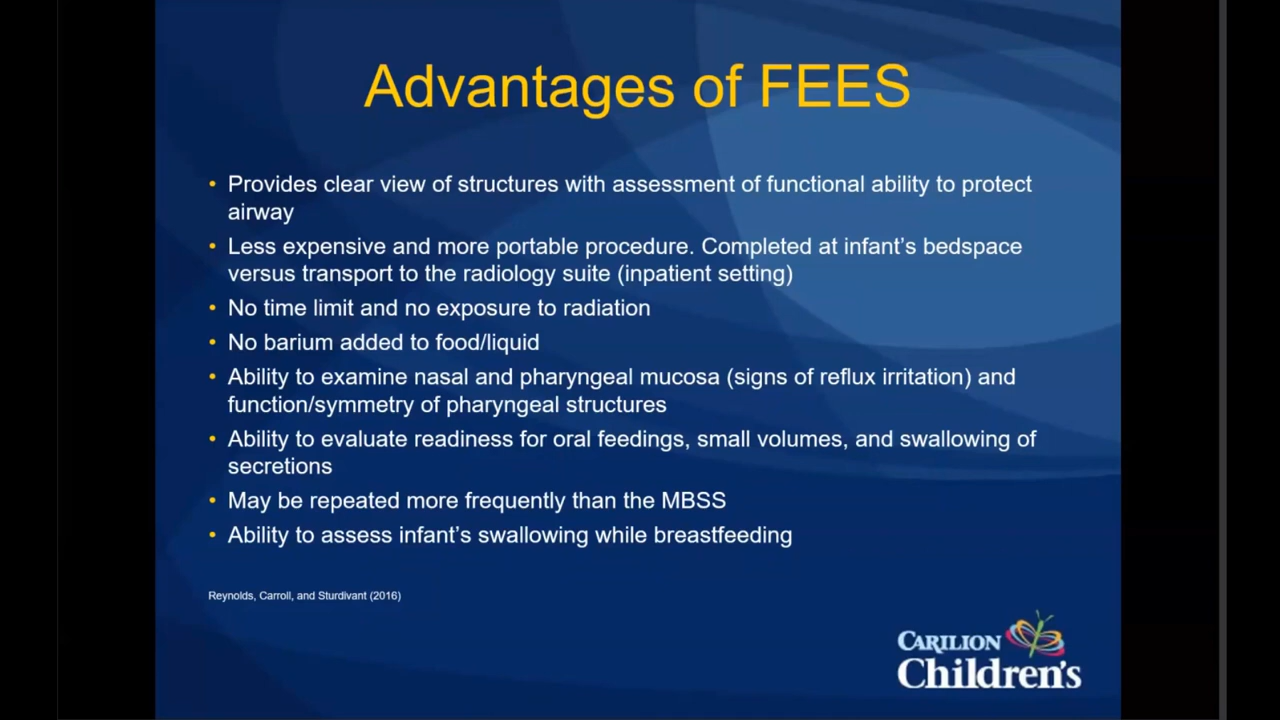 Advantages of FEES
• Provides clear view of structures with assessment of functional ability to protect
airway
• Less expensive and more portable procedure. Completed at infant's bedspace
versus transport to the radiology suite (inpatient setting)
• No time limit and no exposure to radiation
• No barium added to food/liquid
• Ability to examine nasal and pharyngeal mucosa (signs of reflux irritation) and
function/symmetry of pharyngeal structures
• Ability to evaluate readiness for oral feedings, small volumes, and swallowing of
secretions
• May be repeated more frequently than the MBSS
• Ability to assess infant's swallowing while breastfeeding
Reynolds, Carroll, and Sturdivant (2016)
CARILION
Children's